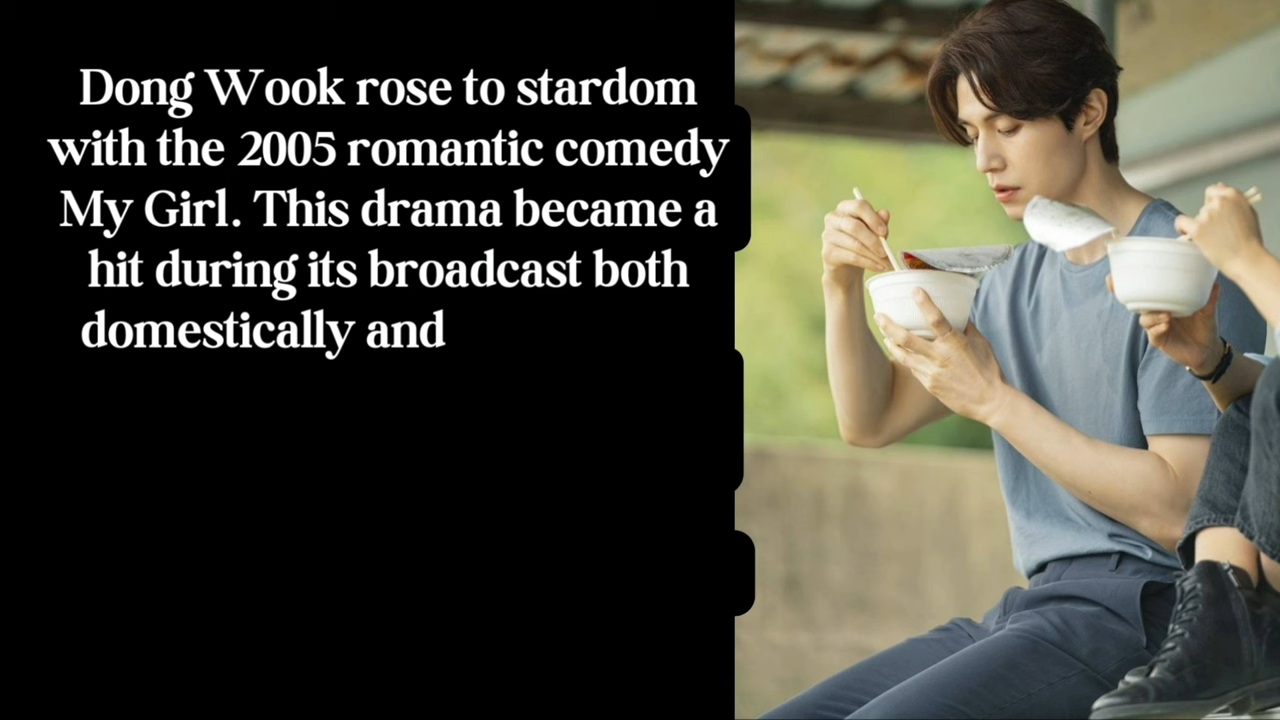 Dong Wook rose to stardom
with the 2005 romantic comedy
My Girl. This drama became a
hit during its broadcast both
domestically and